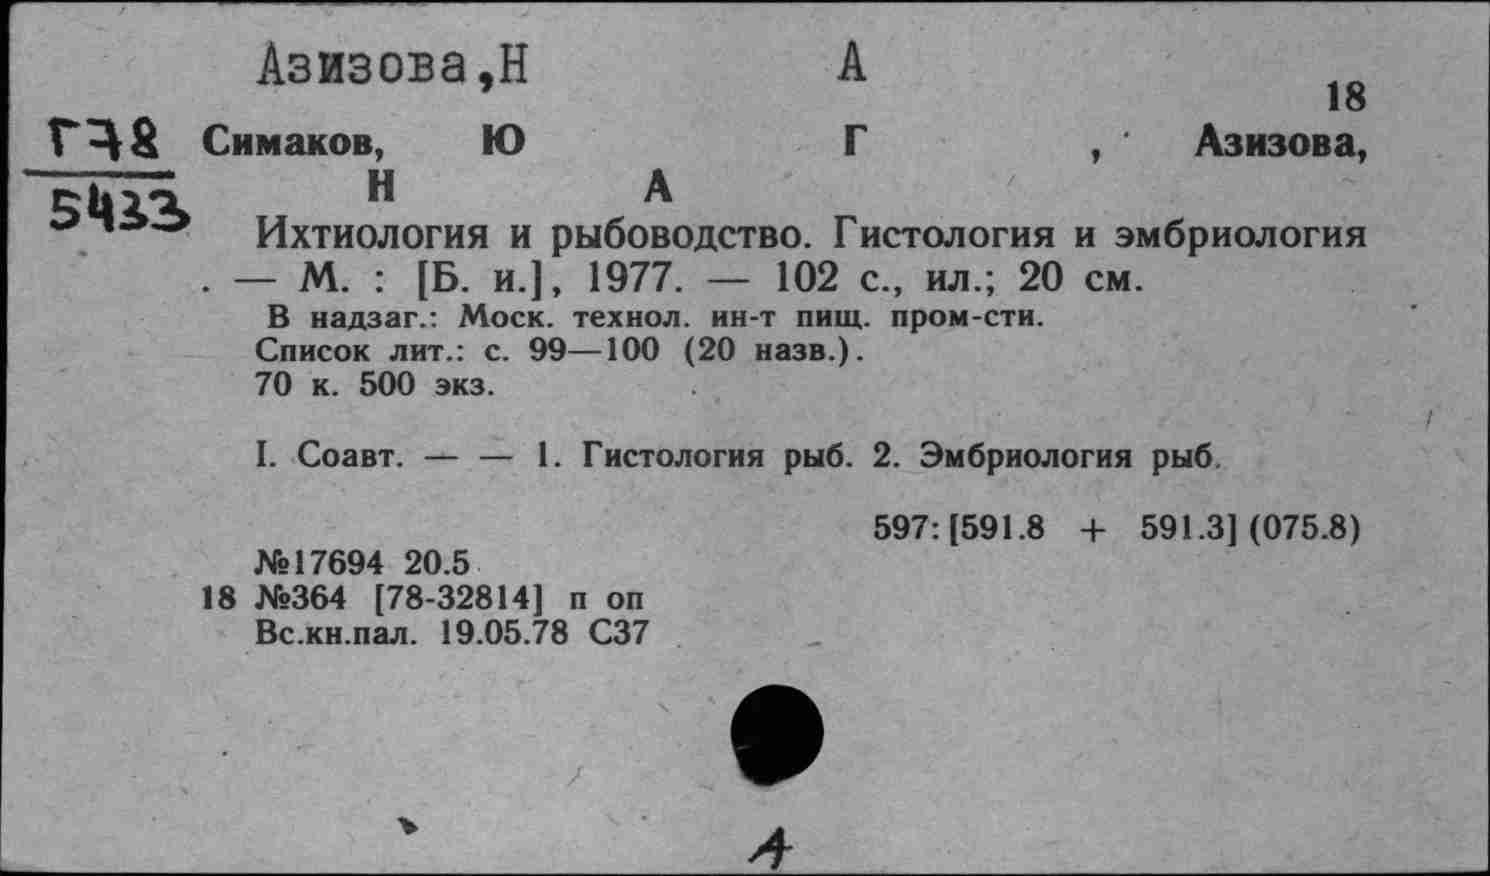 Азизова,Н А
18
Г78 Симаков, Ю Г , Азизова,
5433 Н А
Ихтиология и рыбоводство. Гистология и эмбриология
. — М. : [Б. и.], 1977. — 102 с., ил.; 20 см.
В надзаг.: Моск. технол. ин-т пищ. пром-сти.
Список лит.: с. 99—100 (20 назв.).
70 к. 500 экз.
I. Соавт. — — 1. Гистология рыб. 2. Эмбриология рыб.
597: [591.8 + 591.3] (075.8)
№17694 20.5
18 №364 [78-32814] п оп
Вс.кн.пал. 19.05.78 С37
А